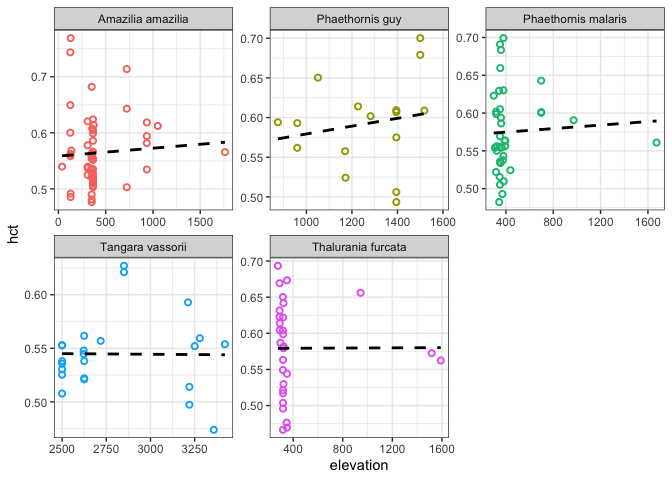 Amazilia amazilia
Phaethornis guy
Phaethornis malaris
0.7
0.6
0.5
0 500 1000 1500
0.70
0.65
0.60
0.55
0.50
1000 1200 1400 1600
0.70
0.65
0.60
0.55
0.50
400 800 1200 1600
hct
Tangara vassorii
Thalurania furcata
0.60
0.55
0.50
2500 2750 3000 3250
0.70
0.65
0.60
0.55
0.50
400 800 1200 1600
elevation